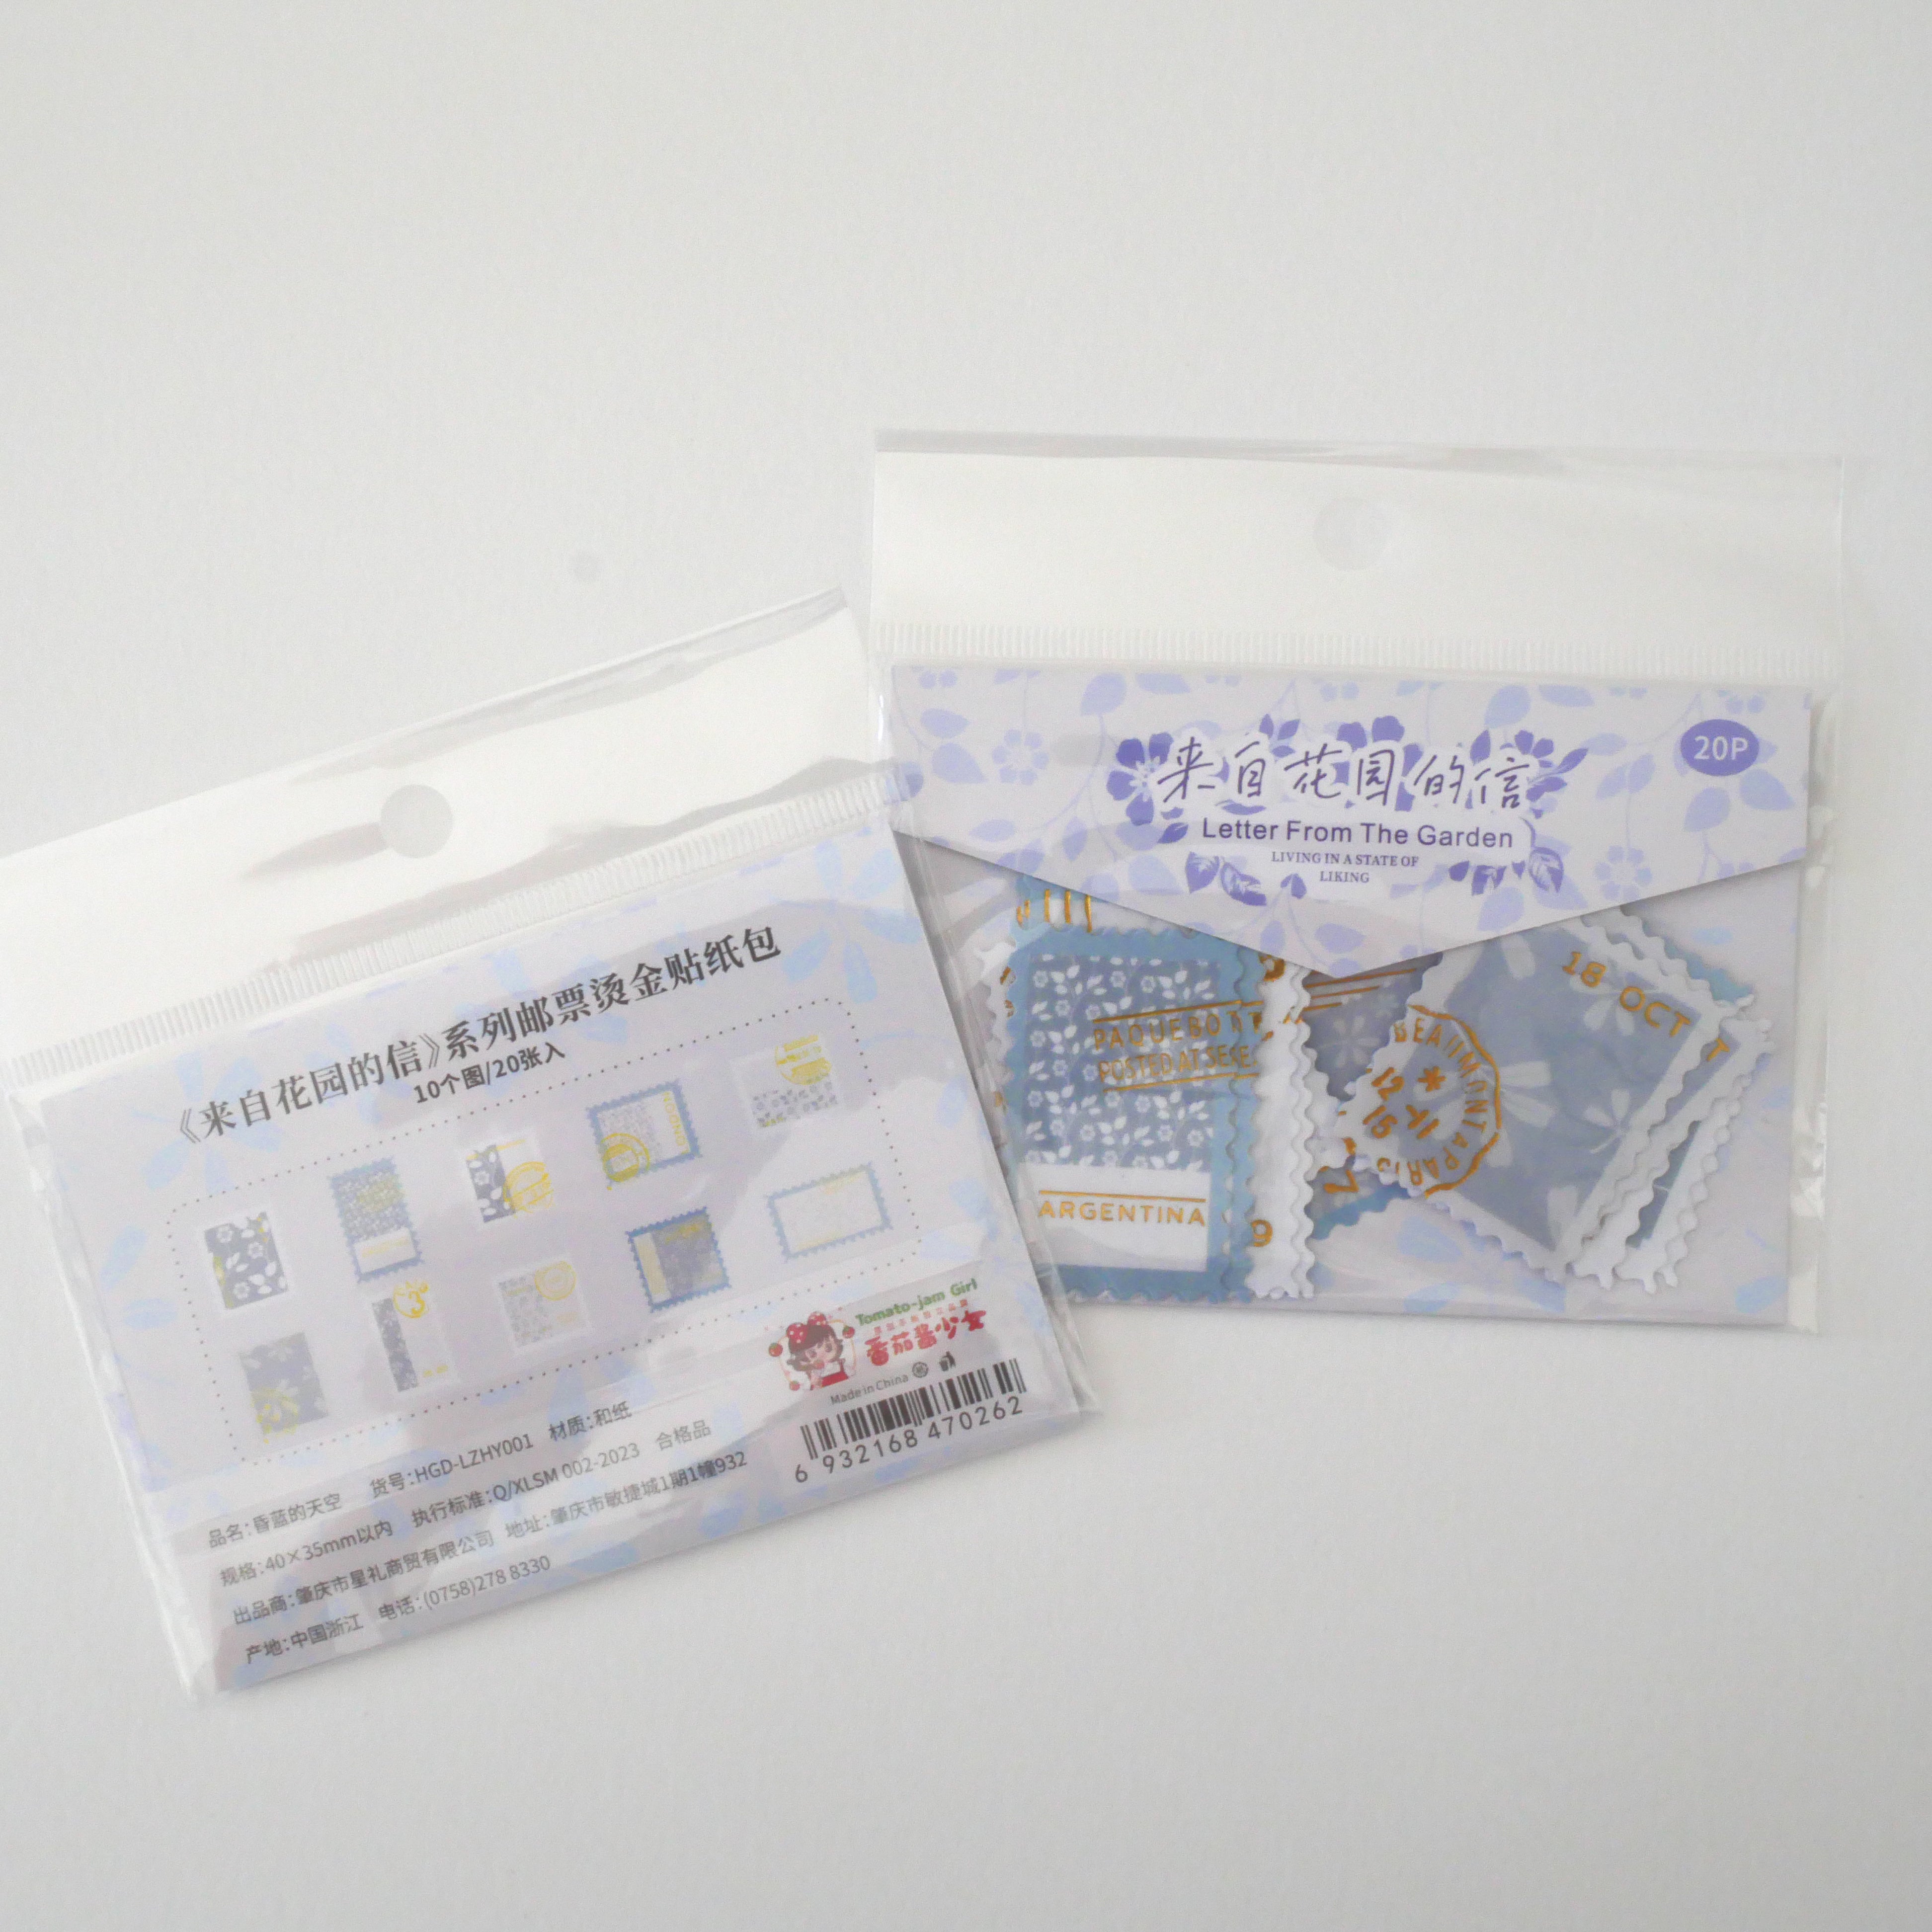 《来自花园的信》系列邮票烫金贴纸包
10个图/20张入
Tomato-jam Girl
番茄酱少女
Made in China
6 932168 470262
品名:昏蓝的天空 货号:HGD-LZHY001 材质:和纸
规格:40×35mm以内 执行标准:Q/XLSM 002-2023 合格品
出品商:肇庆市星礼商贸有限公司 地址:肇庆市敏捷城1期1幢932
产地:中国浙江 电话:(0758)278 8330
来自花园的信
20P
Letter From The Garden
LIVING IN A STATE OF
LIKING
18 OCT
PAQUEBO
POSTED AT SE
12
15
PARIS
ARGENTINA